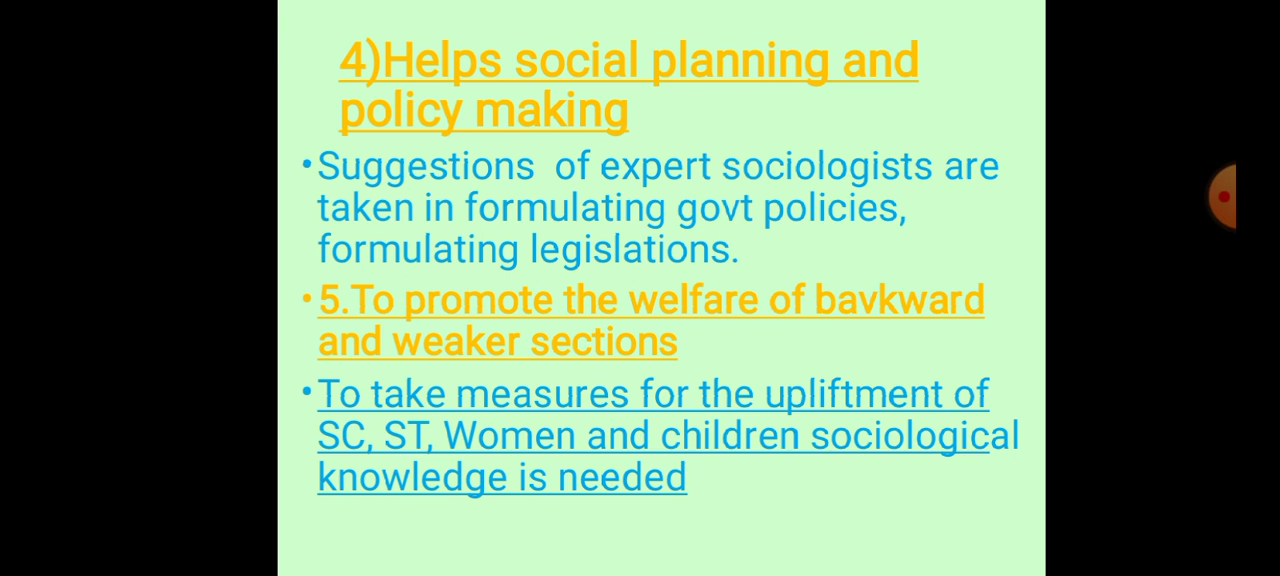 4)Helps social planning and
policy making
•Suggestions  of expert sociologists are
taken in formulating govt policies,
formulating legislations.
•5.To promote the welfare of bavkward
and weaker sections
•To take measures for the upliftment of
SC, ST, Women and children sociological
knowledge is needed